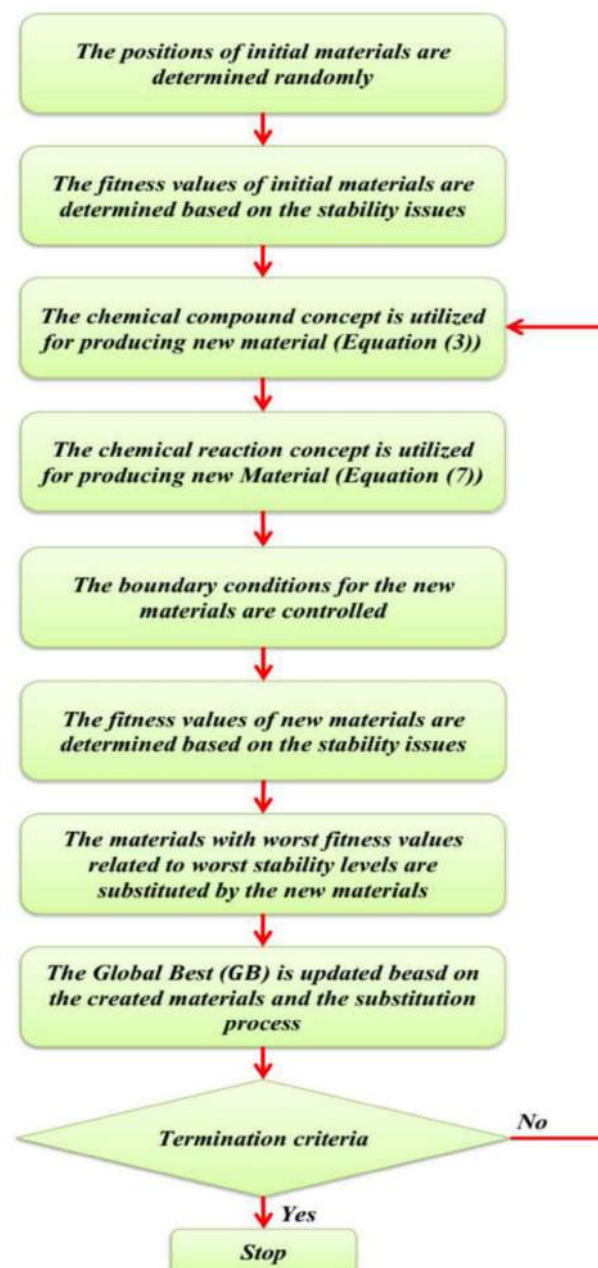 The positions of initial materials are
determined randomly
The fitness values of initial materials are
determined based on the stability issues
The chemical compound concept is utilized
for producing new material (Equation (3))
The chemical reaction concept is utilized
for producing new Material (Equation (7))
The boundary conditions for the new
materials are controlled
The fitness values of new materials are
determined based on the stability issues
The materials with worst fitness values
related to worst stability levels are
substituted by the new materials
The Global Best (GB) is updated beasd on
the created materials and the substitution
process
Termination criteria
No
Yes
Stop